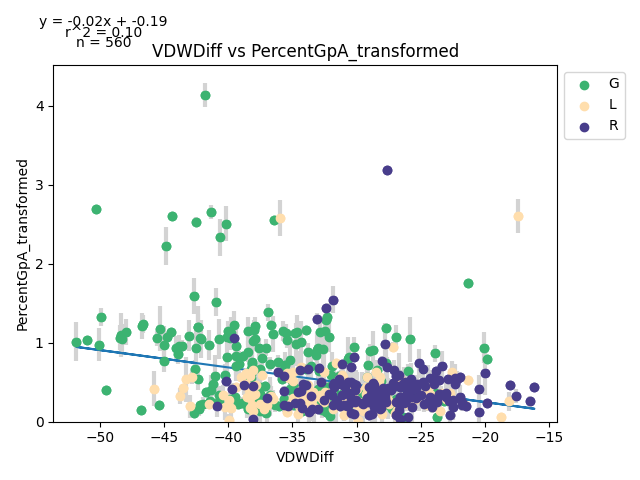 y = -0.02x + -0.19
r^2 = 0.10
n = 560
VDWDiff vs PercentGpA_transformed
G
L
R
PercentGpA_transformed
4
3
2
1
0
−50
−45
−40
−35
−30
−25
−20
−15
VDWDiff